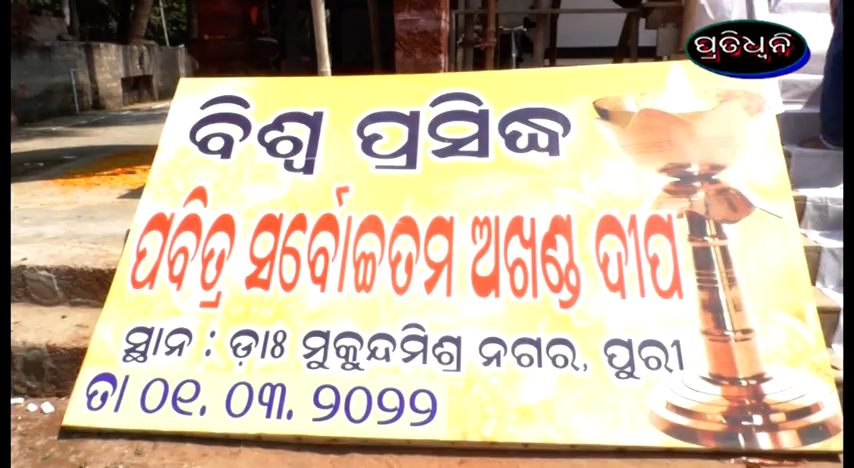 ପ୍ରତିଧ୍ୱନି
ବିଶ୍ୱ ପ୍ରସିଦ୍ଧ
ପବିତ୍ର ସର୍ବୋଚ୍ଚତମ ଅଖଣ୍ଡ ଦୀପ
ସ୍ଥାନ : ଡ଼ାଃ ମୁକୁନ୍ଦମିଶ୍ର ନଗର, ପୁରୀ
ତା ୦୧. ୦୩. ୨୦୨୨